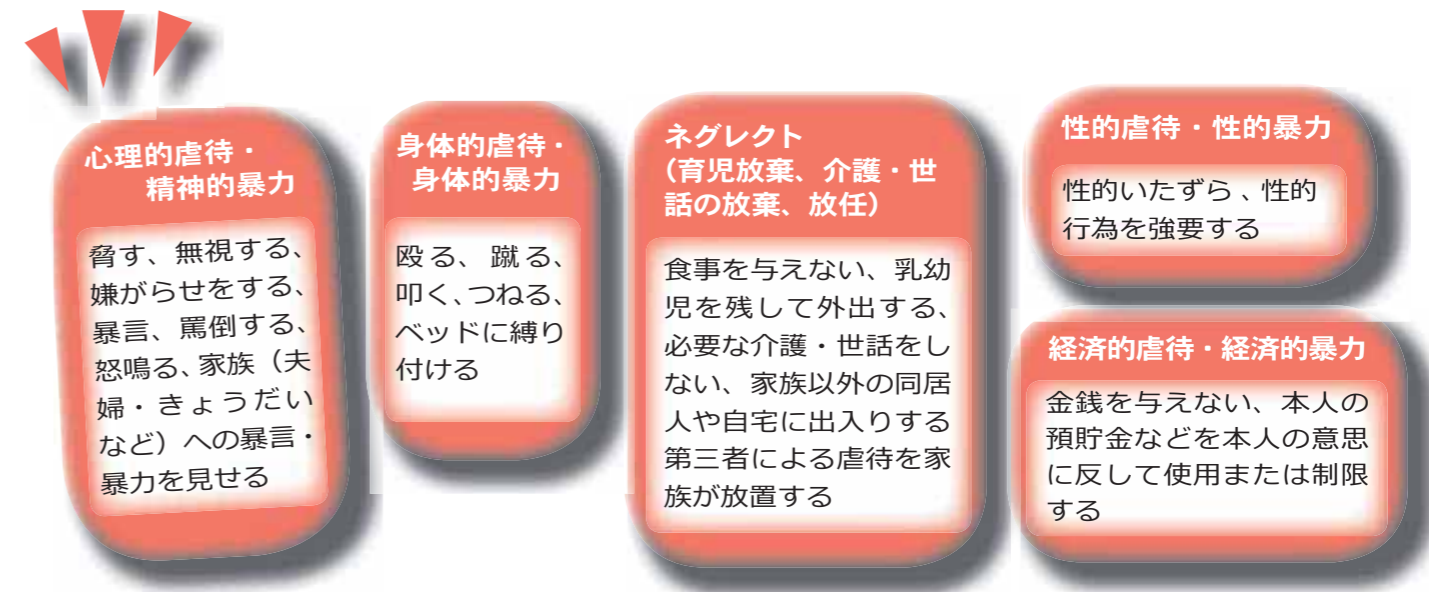 心理的虐待・
精神的暴力
脅す、無視する、
嫌がらせをする、
暴言、罵倒する、
怒鳴る、家族（夫
婦・きょうだい
など）への暴言・
暴力を見せる
身体的虐待・
身体的暴力
殴る、蹴る、
叩く、つねる、
ベッドに縛り
付ける
ネグレクト
（育児放棄、介護・世
話の放棄、放任）
食事を与えない、乳幼
児を残して外出する、
必要な介護・世話をし
ない、家族以外の同居
人や自宅に出入りする
第三者による虐待を家
族が放置する
性的虐待・性的暴力
性的いたずら、性的
行為を強要する
経済的虐待・経済的暴力
金銭を与えない、本人の
預貯金などを本人の意思
に反して使用または制限
する